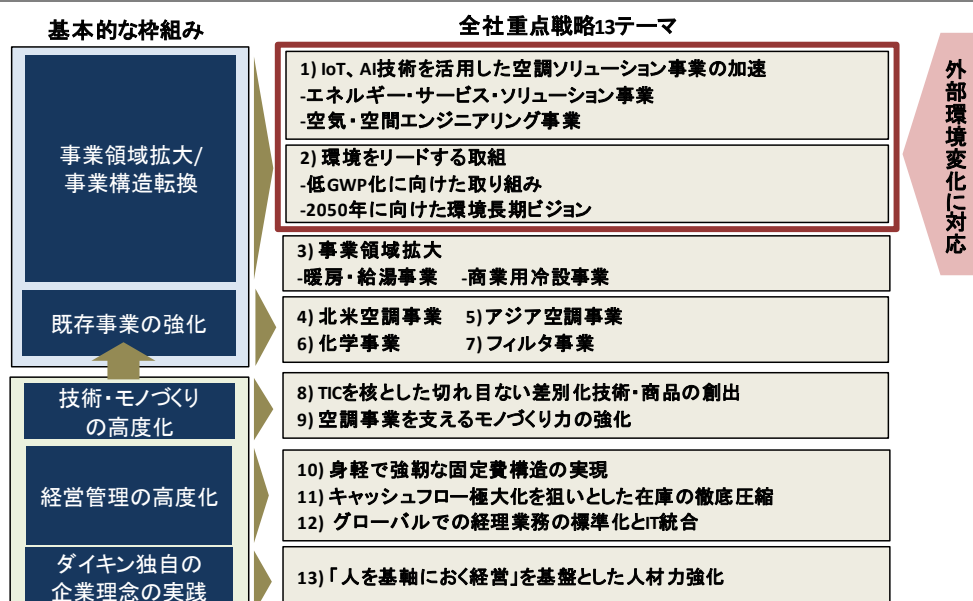 基本的な枠組み
全社重点戦略13テーマ
事業領域拡大/
事業構造転換
1) IoT、AI技術を活用した空調ソリューション事業の加速
-エネルギー・サービス・ソリューション事業
-空気・空間エンジニアリング事業
2) 環境をリードする取組
-低GWP化に向けた取り組み
-2050年に向けた環境長期ビジョン
外部環境変化に対応
3) 事業領域拡大
-暖房・給湯事業 -商業用冷設事業
既存事業の強化
4) 北米空調事業 5)アジア空調事業
6) 化学事業 7)フィルタ事業
技術・モノづくり
の高度化
8) TICを核とした切れ目ない差別化技術・商品の創出
9) 空調事業を支えるモノづくり力の強化
経営管理の高度化
10) 身軽で強靭な固定費構造の実現
11) キャッシュフロー極大化を狙いとした在庫の徹底圧縮
12) グローバルでの経理業務の標準化とIT統合
ダイキン独自の
企業理念の実践
13)「人を基軸におく経営」を基盤とした人材力強化